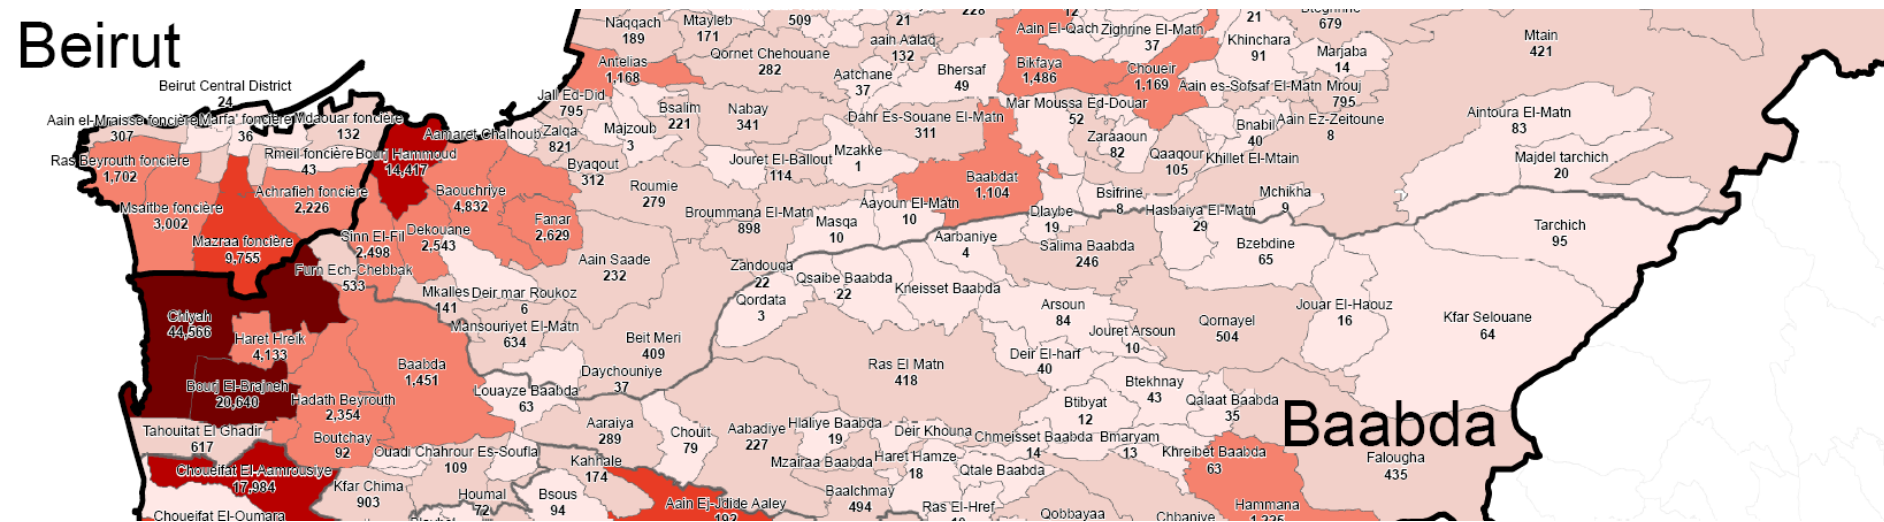 Beirut
Naqqach
189
Mtayleb
171
509
21
228
12
21
679
Aain El-Qach
Zighrine El-Matn
37
Khinchara
91
Marjaba
14
Mtain
421
Antelias
1,168
Qornet Chehouane
282
aain Aalaq
132
Aatchane
37
Bhersaf
49
Bikfaya
1,486
Choueir
1,169
Aain es-Sofsaf El-Matn
Mrouj
795
Beirut Central District
24
Jall Ed-Did
795
Bsalim
221
Nabay
341
Dahr Es-Souane El-Matn
311
Mar Moussa Ed-Douar
52
Bnabil
40
Aain Ez-Zeitoune
8
Aintoura El-Matn
83
Aain el-Mraisse foncière
307
Marfa' foncière
36
Mdaouar foncière
132
Aamaret Chalhoub
Zalqa
821
Majzoub
3
Zaraaoun
82
Ras Beyrouth foncière
1,702
Rmeil foncière
43
Bourj Hammoud
14,417
Byaqout
312
Jouret El-Ballout
114
Mzakke
1
Qaaqour
105
Khillet El-Mtain
Majdel tarchich
20
Achrafieh foncière
2,226
Baouchriye
4,832
Roumie
279
Baabdat
1,104
Bsifrine
8
Mchikha
9
Msaitbe foncière
3,002
Fanar
2,629
Broummana El-Matn
898
Masqa
10
Aayoun El-Matn
10
Dlaybe
19
Hasbaiya El-Matn
29
Tarchich
95
Mazraa foncière
9,755
Sinn El-Fil
2,498
Dekouane
2,543
Aarbaniye
4
Salima Baabda
246
Bzebdine
65
Furn Ech-Chebbak
533
Aain Saade
232
Zandouqa
22
Qsaibe Baabda
22
Kneisset Baabda
Mkalles
141
Deir mar Roukoz
6
Qordata
3
Arsoun
84
Jouar El-Haouz
16
Kfar Selouane
64
Chiyah
44,566
Mansouriyet El-Matn
634
Jouret Arsoun
10
Qornayel
504
Haret Hreik
4,133
Beit Meri
409
Deir El-harf
40
Baabda
1,451
Daychouniye
37
Ras El Matn
418
Bourj El-Brajneh
20,640
Louayze Baabda
63
Btekhnay
43
Hadath Beyrouth
2,354
Btibyat
12
Qalaat Baabda
35
Baabda
Tahouitat El Ghadir
617
Boutchay
92
Aaraiya
289
Chouit
79
Aabadiye
227
Hlaliye Baabda
19
Deir Khouna
Chmeisset Baabda
14
Bmaryam
13
Khreibet Baabda
63
Falougha
435
Ouadi Chahrour Es-Soufla
109
Kahhale
174
Mzairaa Baabda
Haret Hamze
18
Qtale Baabda
Choueifat El-Aamrousiye
17,984
Kfar Chima
903
Houmal
72
Bsous
94
Aain Ej-Jdide Aaley
192
Baalchmay
494
Ras El-Href
Qobbayaa
Chbaniye
Hammana
Choueifat El-Oumara